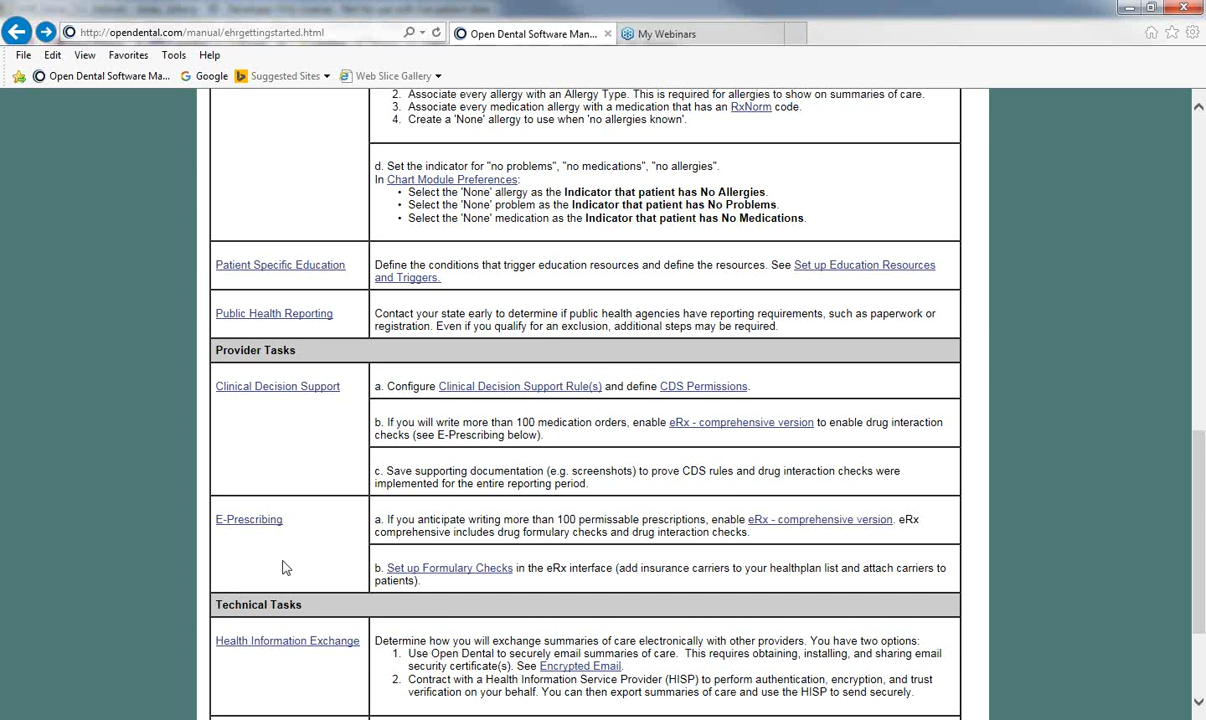 http://opendental.com/manual/ehrgettingstarted.html
Open Dental Software Man...
My Webinars
File Edit View Favorites Tools Help
Open Dental Software Ma... Google Suggested Sites Web Slice Gallery
2. Associate every allergy with an Allergy Type. This is required for allergies to show on summaries of care.
3. Associate every medication allergy with a medication that has an RxNorm code.
4. Create a 'None' allergy to use when 'no allergies known'.
d. Set the indicator for "no problems", "no medications", "no allergies".
In Chart Module Preferences:
• Select the 'None' allergy as the Indicator that patient has No Allergies.
• Select the 'None' problem as the Indicator that patient has No Problems.
• Select the 'None' medication as the Indicator that patient has No Medications.
Patient Specific Education
Define the conditions that trigger education resources and define the resources. See Set up Education Resources
and Triggers.
Public Health Reporting
Contact your state early to determine if public health agencies have reporting requirements, such as paperwork or
registration. Even if you qualify for an exclusion, additional steps may be required.
Provider Tasks
Clinical Decision Support
a. Configure Clinical Decision Support Rule(s) and define CDS Permissions.
b. If you will write more than 100 medication orders, enable eRx - comprehensive version to enable drug interaction
checks (see E-Prescribing below).
c. Save supporting documentation (e.g. screenshots) to prove CDS rules and drug interaction checks were
implemented for the entire reporting period.
E-Prescribing
a. If you anticipate writing more than 100 permissable prescriptions, enable eRx - comprehensive version. eRx
comprehensive includes drug formulary checks and drug interaction checks.
b. Set up Formulary Checks in the eRx interface (add insurance carriers to your healthplan list and attach carriers to
patients).
Technical Tasks
Health Information Exchange
Determine how you will exchange summaries of care electronically with other providers. You have two options:
1. Use Open Dental to securely email summaries of care. This requires obtaining, installing, and sharing email
security certificate(s). See Encrypted Email.
2. Contract with a Health Information Service Provider (HISP) to perform authentication, encryption, and trust
verification on your behalf. You can then export summaries of care and use the HISP to send securely.